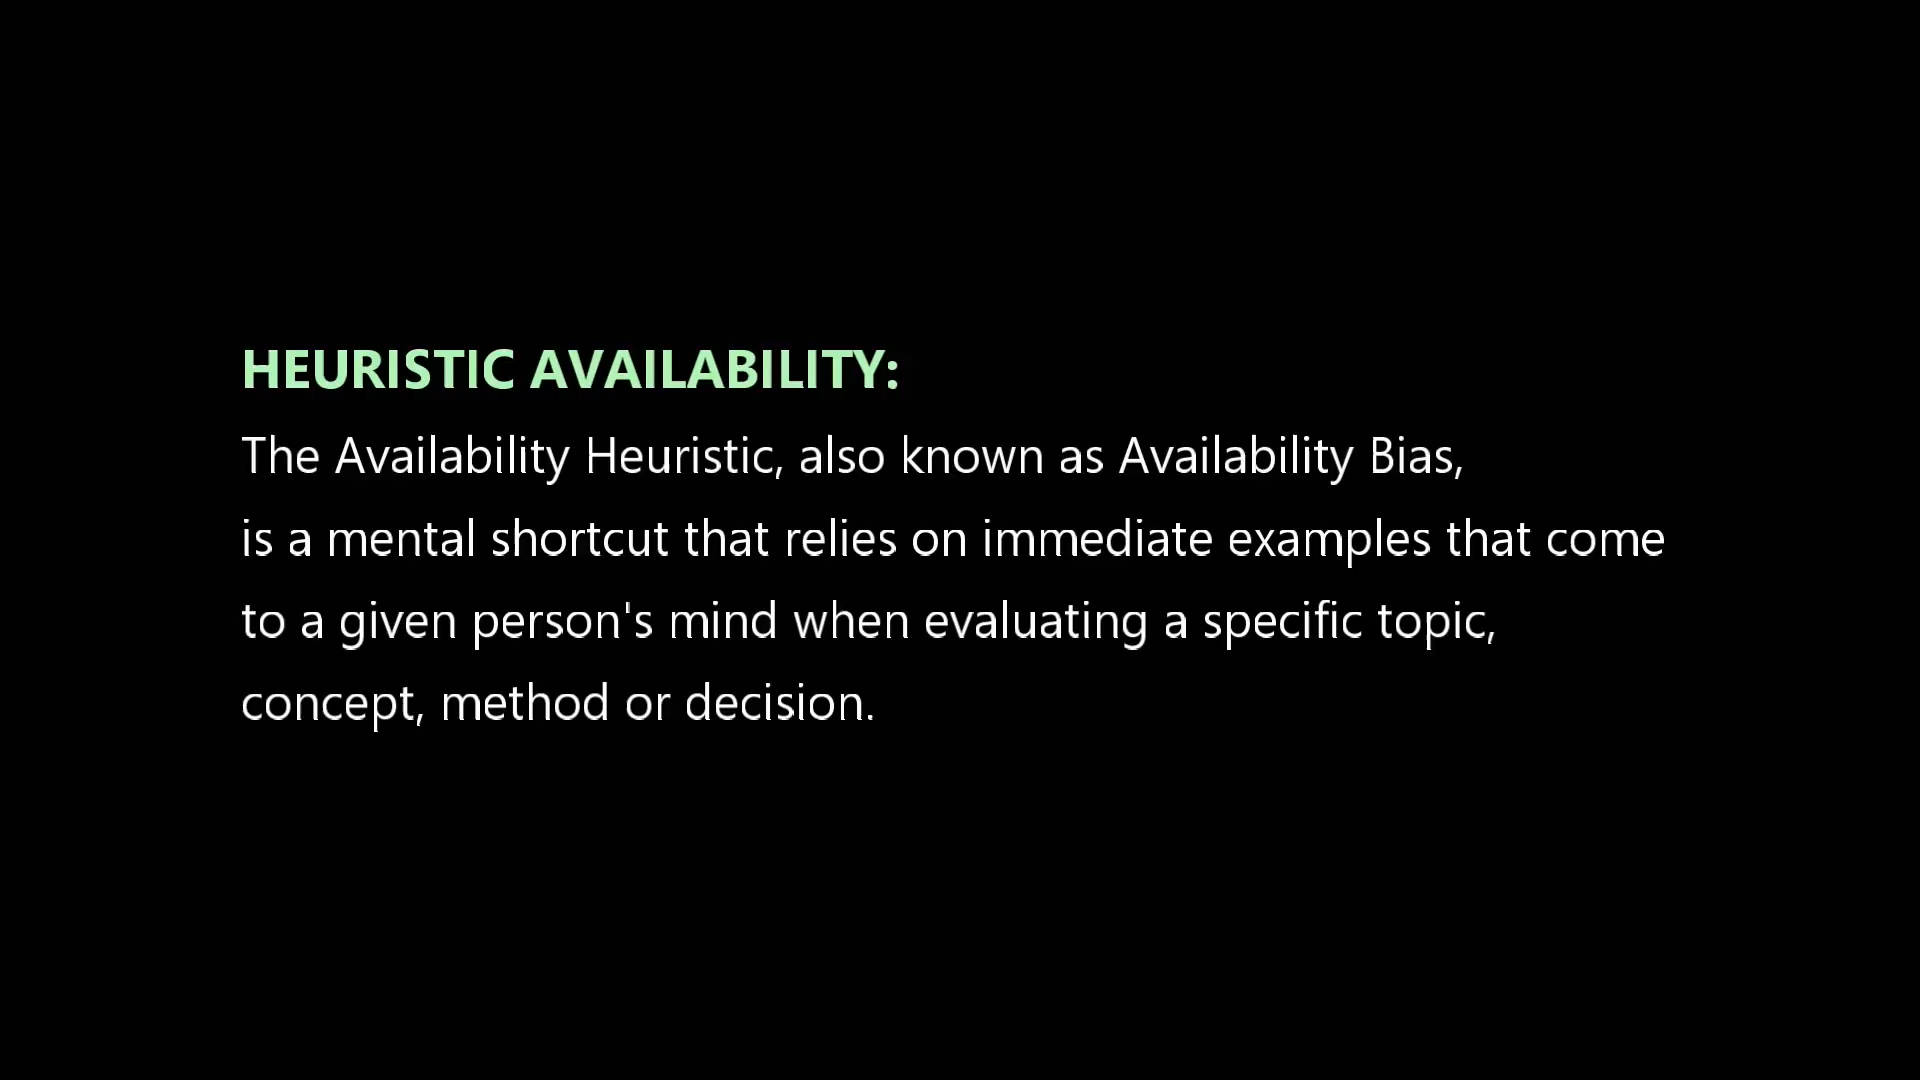 HEURISTIC AVAILABILITY:
The Availability Heuristic, also known as Availability Bias,
is a mental shortcut that relies on immediate examples that come
to a given person's mind when evaluating a specific topic,
concept, method or decision.